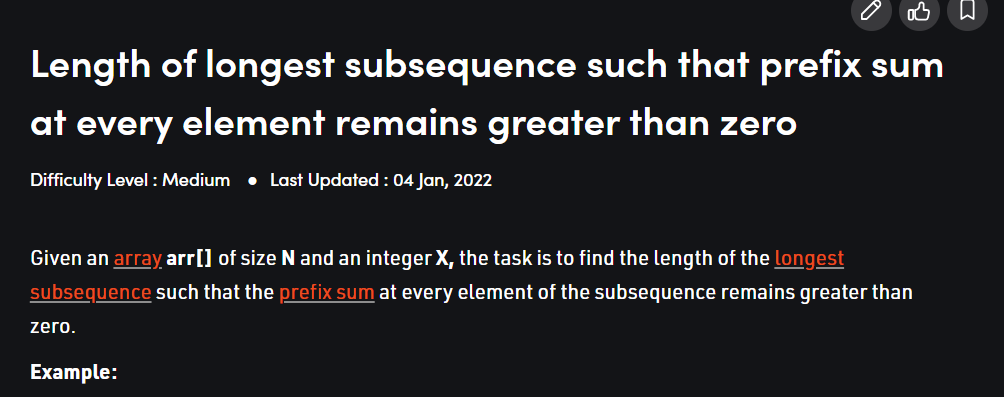 Length of longest subsequence such that prefix sum
at every element remains greater than zero
Difficulty Level : Medium ● Last Updated : 04 Jan, 2022
Given an array arr[] of size N and an integer X, the task is to find the length of the longest
subsequence such that the prefix sum at every element of the subsequence remains greater than
zero.
Example: